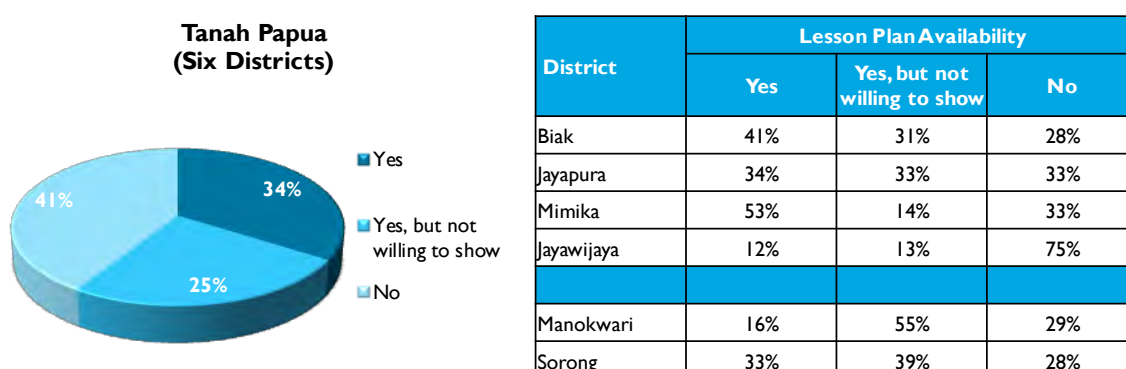 Tanah Papua
(Six Districts)
41%
34%
25%
Yes
Yes, but not
willing to show
No
District
Lesson Plan Availability
Yes
Yes, but not
willing to show
No
Biak 41% 31% 28%
Jayapura 34% 33% 33%
Mimika 53% 14% 33%
Jayawijaya 12% 13% 75%
Manokwari 16% 55% 29%
Sorong 33% 39% 28%